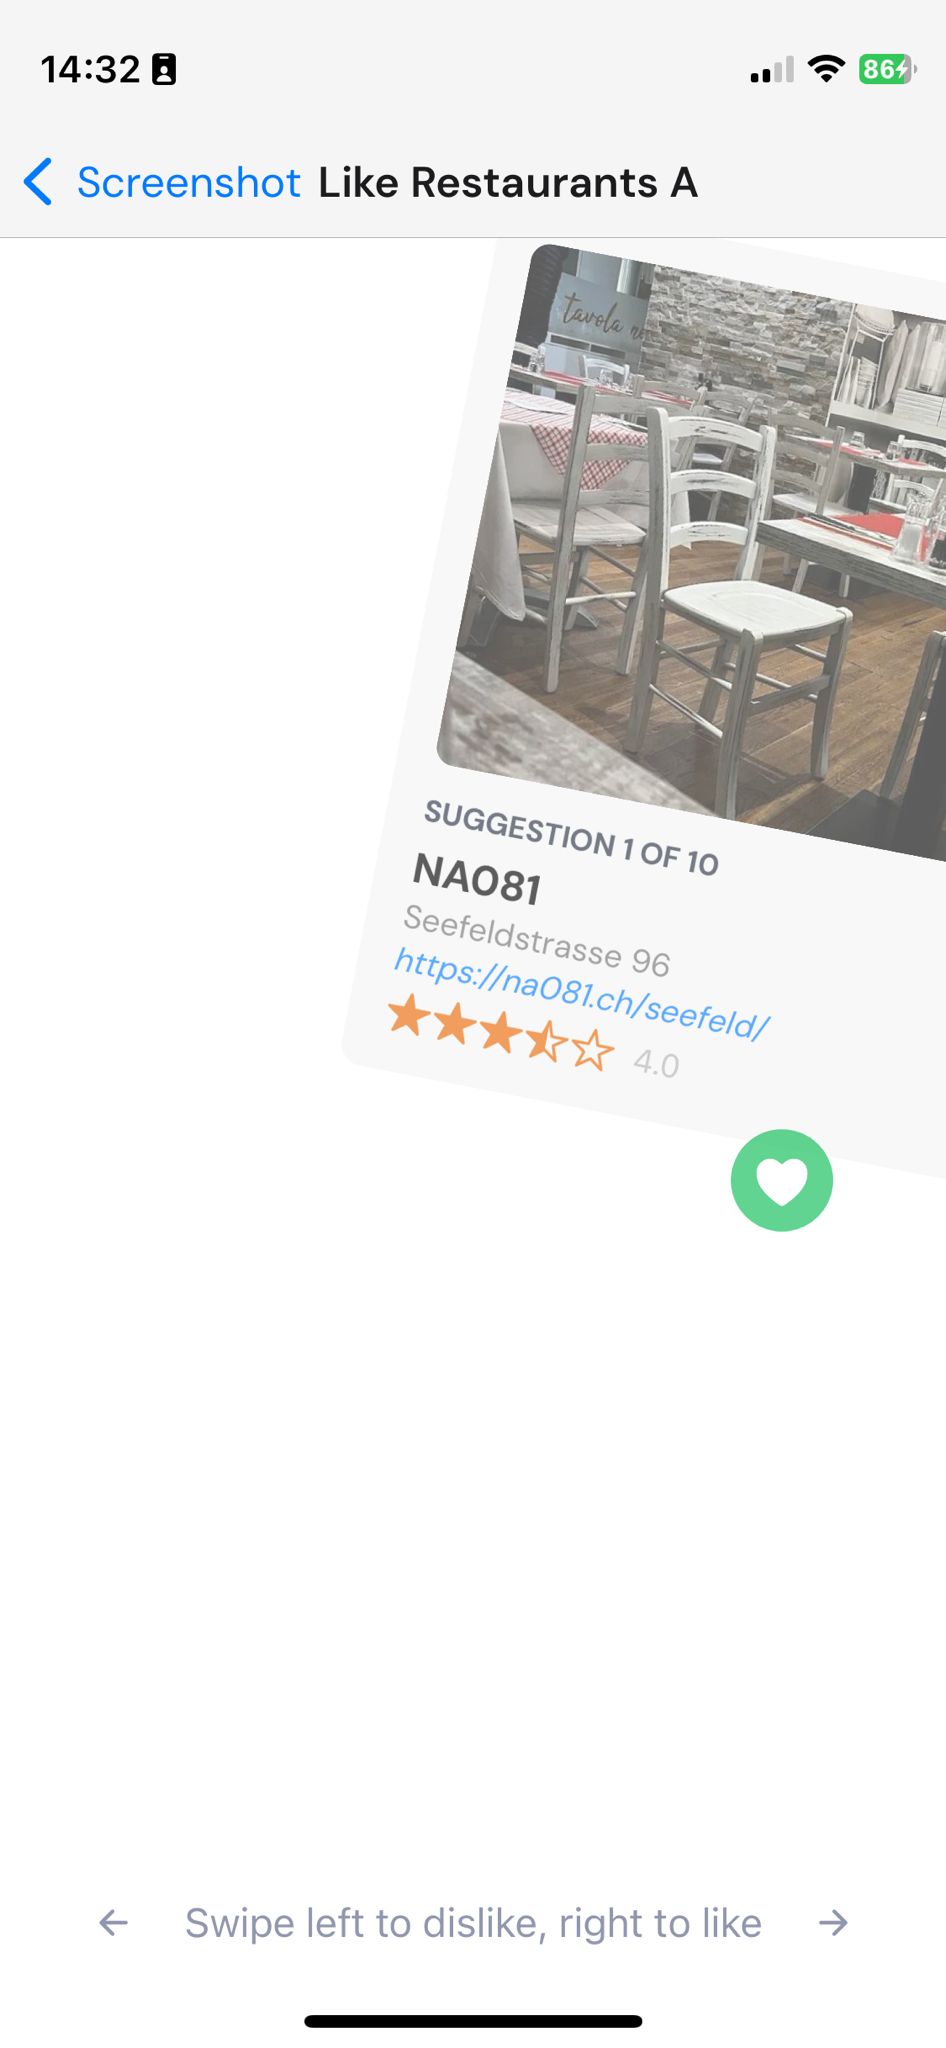 14:32
86
Screenshot Like Restaurants A
tavola
SUGGESTION 1 OF 10
NA081
Seefeldstrasse 96
https://na081.ch/seefeld/
4.0
Swipe left to dislike, right to like